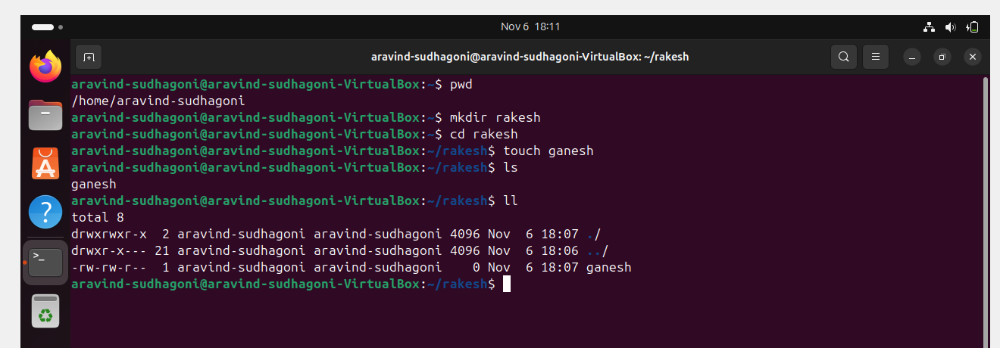 Nov 6 18:11
aravind-sudhagoni@aravind-sudhagoni-VirtualBox: ~/rakesh
aravind-sudhagoni@aravind-sudhagoni-VirtualBox:~$ pwd
/home/aravind-sudhagoni
aravind-sudhagoni@aravind-sudhagoni-VirtualBox:~$ mkdir rakesh
aravind-sudhagoni@aravind-sudhagoni-VirtualBox:~$ cd rakesh
aravind-sudhagoni@aravind-sudhagoni-VirtualBox:~/rakesh$ touch ganesh
aravind-sudhagoni@aravind-sudhagoni-VirtualBox:~/rakesh$ ls
ganesh
aravind-sudhagoni@aravind-sudhagoni-VirtualBox:~/rakesh$ ll
total 8
drwxrwxr-x  2 aravind-sudhagoni aravind-sudhagoni 4096 Nov  6 18:07 ./
drwxr-x--- 21 aravind-sudhagoni aravind-sudhagoni 4096 Nov  6 18:06 ../
-rw-rw-r--  1 aravind-sudhagoni aravind-sudhagoni    0 Nov  6 18:07 ganesh
aravind-sudhagoni@aravind-sudhagoni-VirtualBox:~/rakesh$